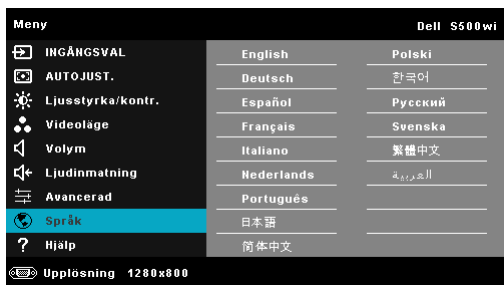 Meny Dell S500wi
INGÅNGSVAL English Polski
AUTOJUST. Deutsch 한국어
Ljusstyrka/kontr. Español Русский
Videoläge Français Svenska
Volym Italiano 繁體中文
Ljudinmatning Nederlands العربية
Avancerad Português
Språk 日本語
? Hjälp 简体中文
Upplösning 1280x800